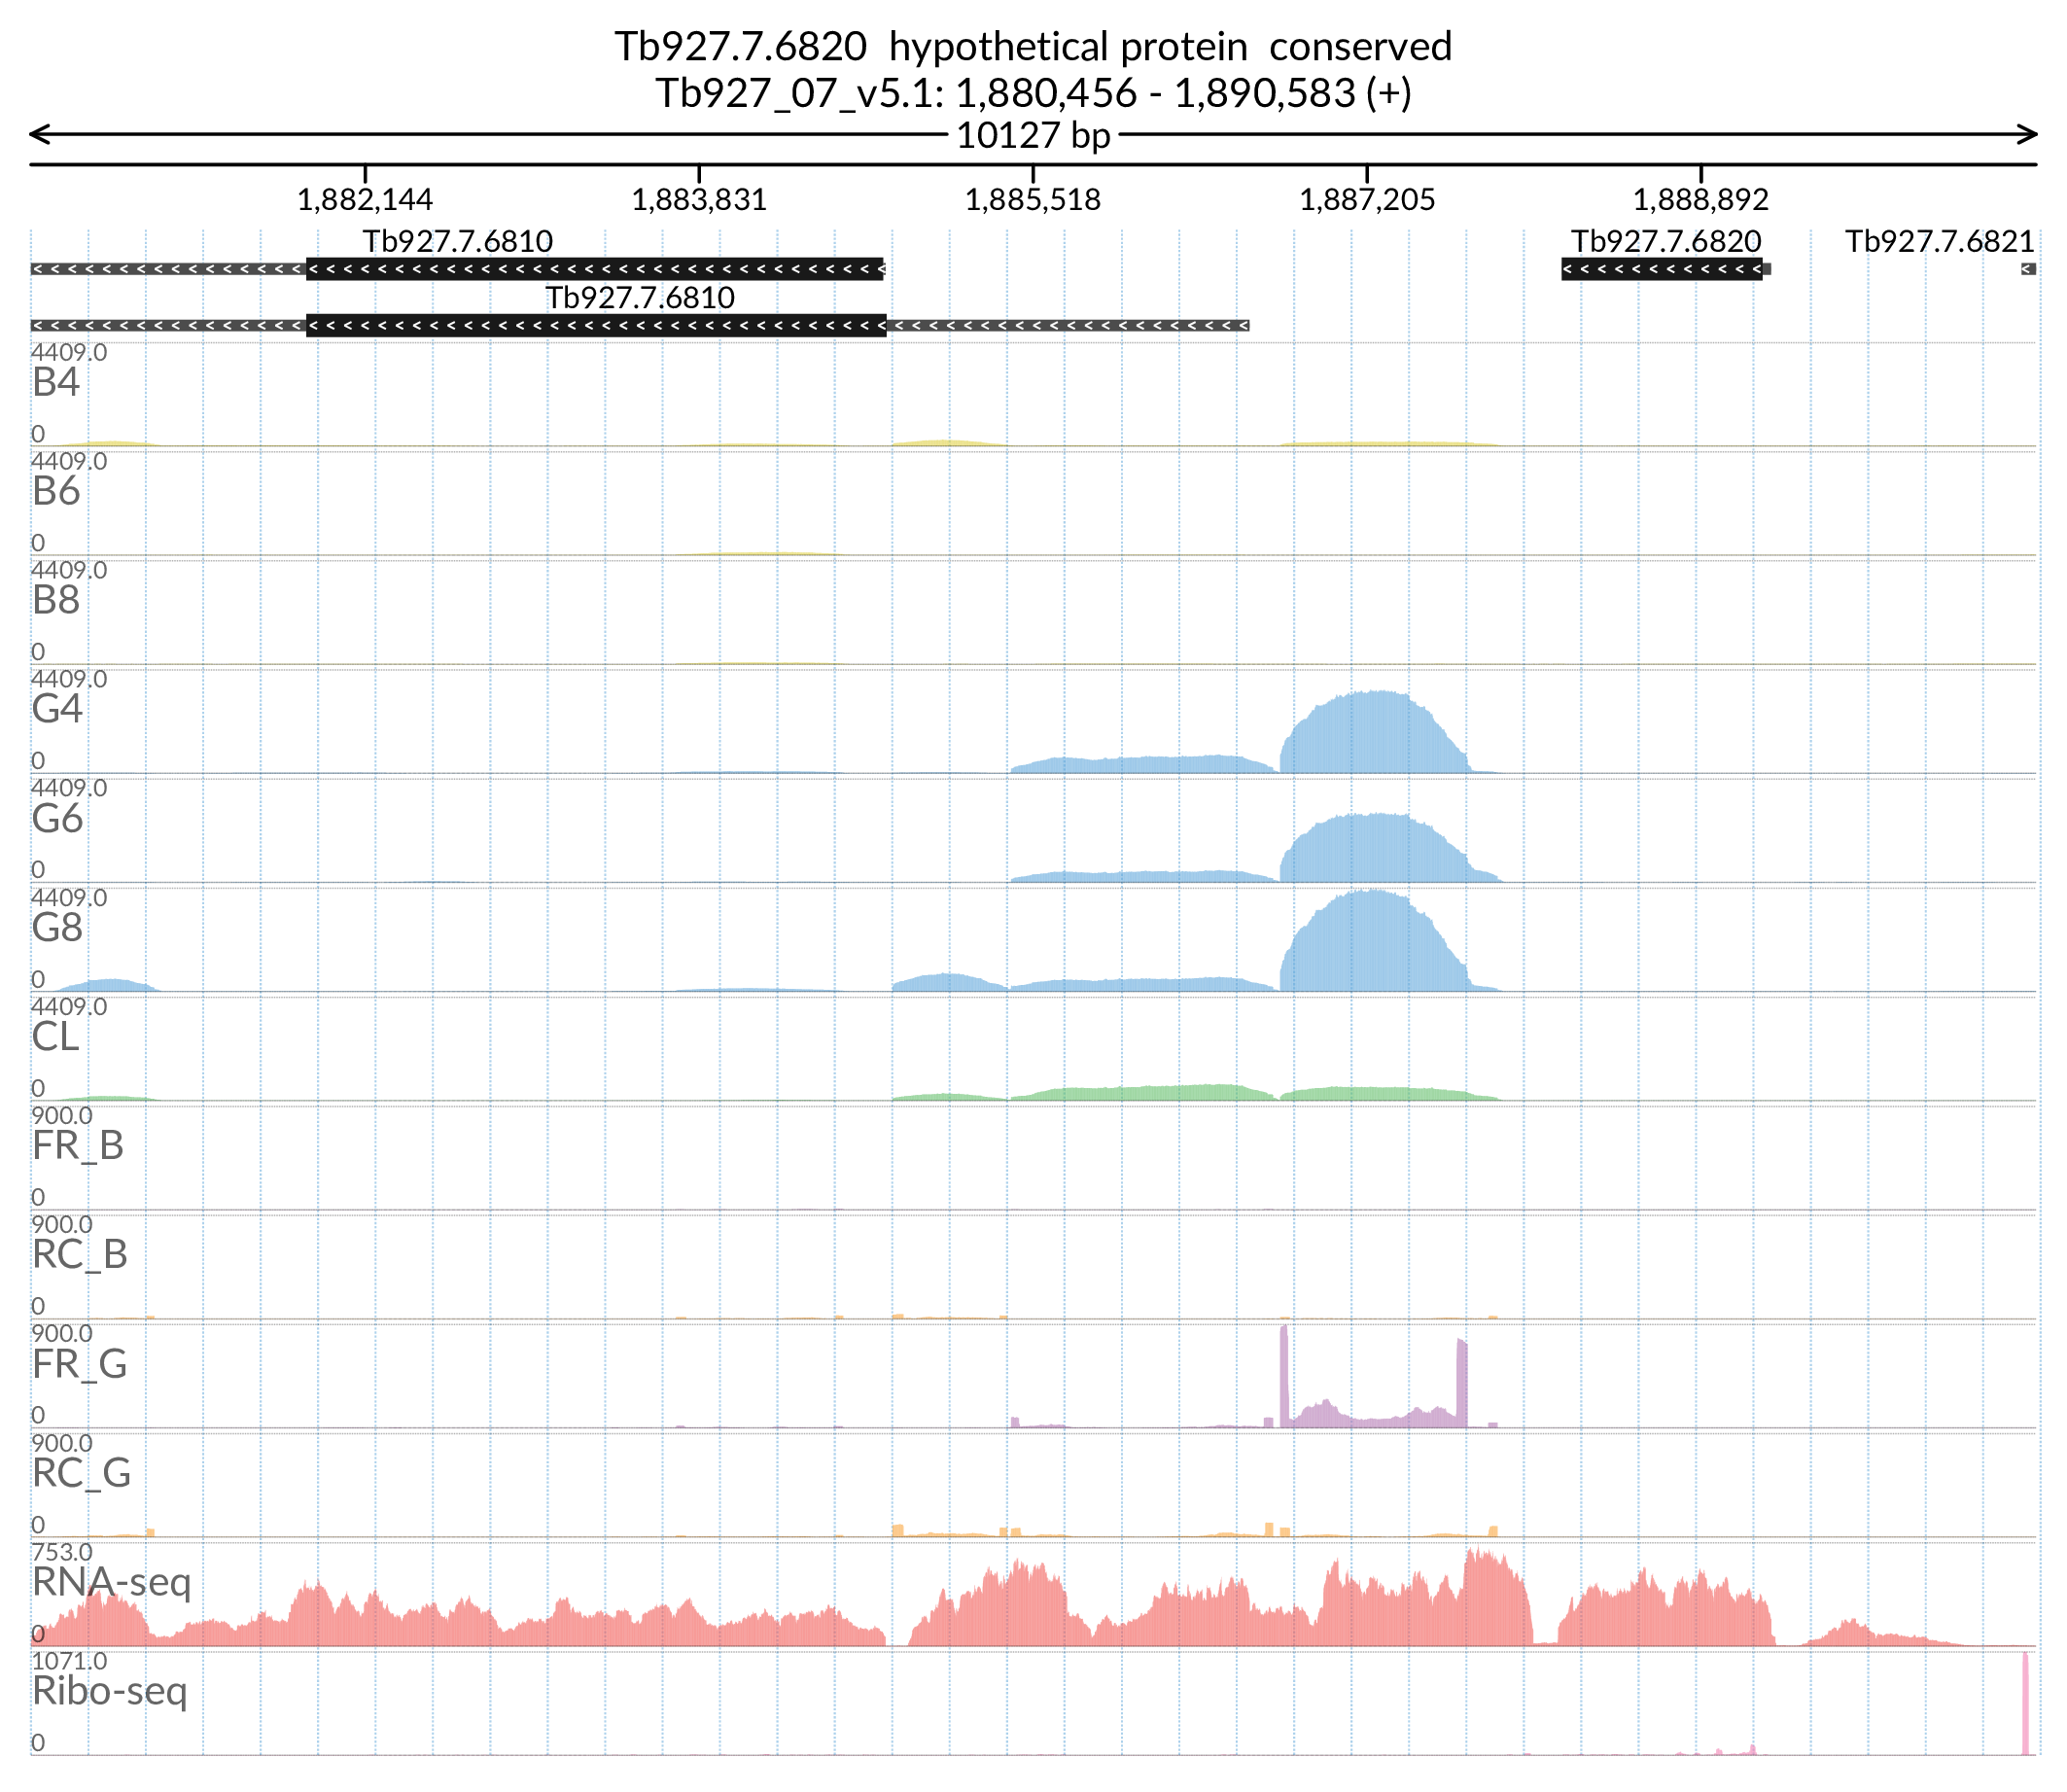 Tb927.7.6820  hypothetical protein  conserved
Tb927_07_v5.1: 1,880,456 - 1,890,583 (+)
10127 bp
1,882,144 1,883,831 1,885,518 1,887,205 1,888,892
Tb927.7.6810 Tb927.7.6820 Tb927.7.6821
Tb927.7.6810
4409.0
B4
0
4409.0
B6
0
4409.0
B8
0
4409.0
G4
0
4409.0
G6
0
4409.0
G8
0
4409.0
CL
0
900.0
FR_B
0
900.0
RC_B
0
900.0
FR_G
0
900.0
RC_G
0
753.0
RNA-seq
0
1071.0
Ribo-seq
0